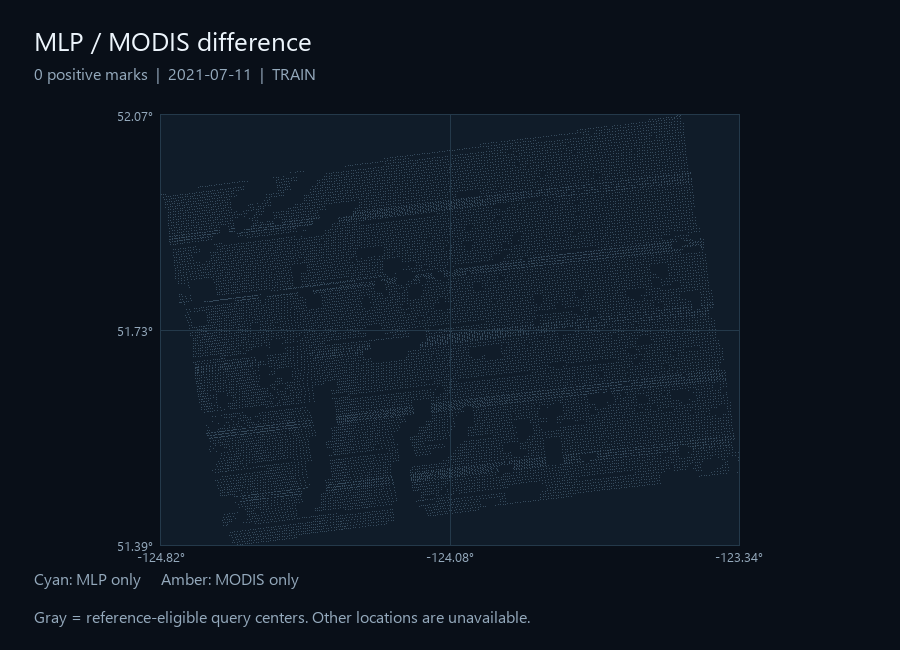 MLP / MODIS difference
0 positive marks | 2021-07-11 | TRAIN
52.07°
51.73°
51.39°
-124.82° -124.08° -123.34°
Cyan: MLP only Amber: MODIS only
Gray = reference-eligible query centers. Other locations are unavailable.